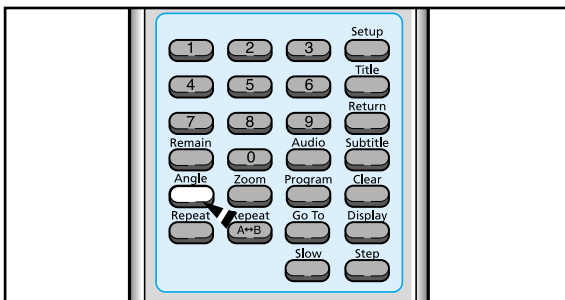 Setup
1 2 3
Title
4 5 6
Return
7 8 9
Remain Audio Subtitle
0
Angle Zoom Program Clear
Repeat Repeat Go To Display
A↔B
Slow Step